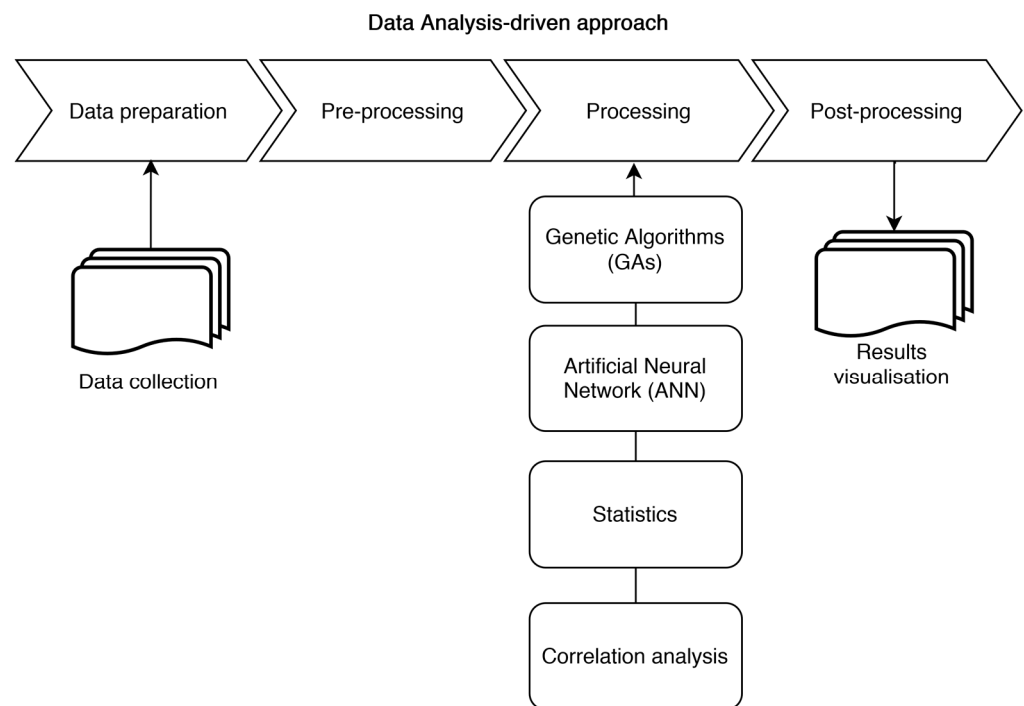 Data Analysis-driven approach
Data preparation
Pre-processing
Processing
Post-processing
Data collection
Genetic Algorithms
(GAs)
Artificial Neural
Network (ANN)
Statistics
Correlation analysis
Results
visualisation